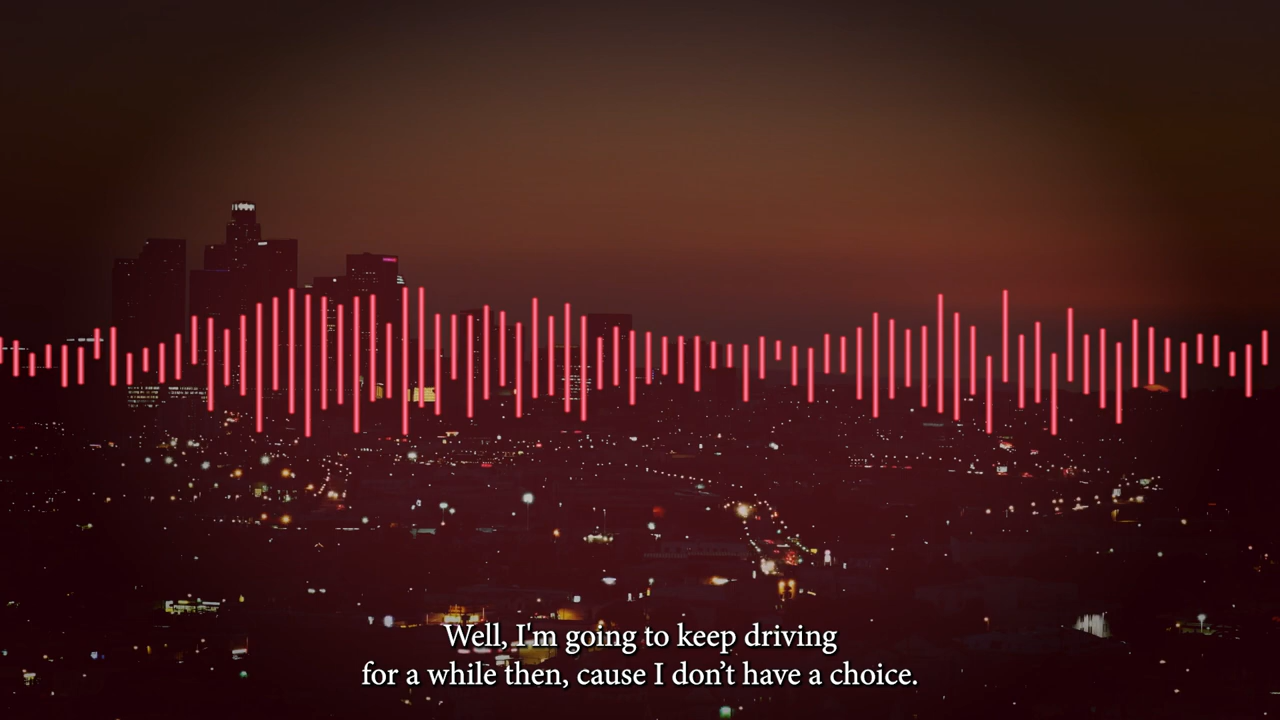 Well, I'm going to keep driving
for a while then, cause I don’t have a choice.